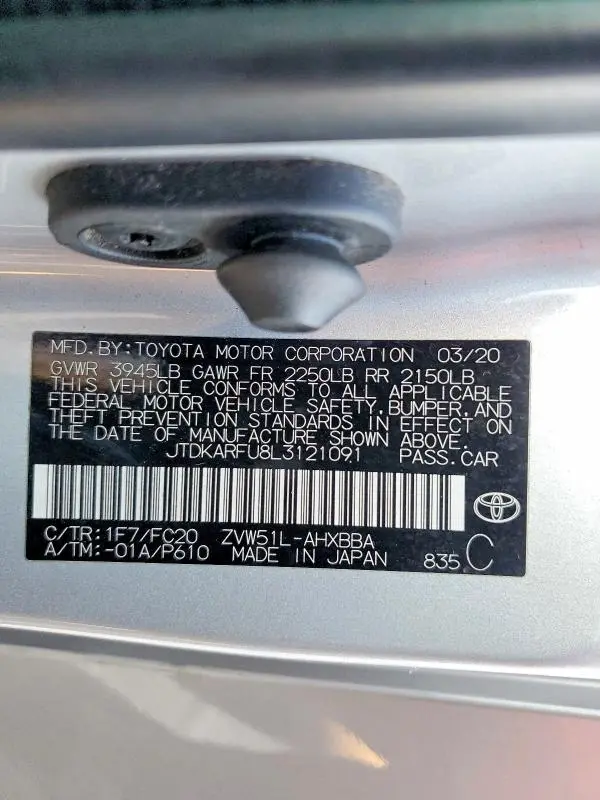 MFD. BY: TOYOTA MOTOR CORPORATION 03/20
GVWR 3945LB GAWR FR 2250LB RR 2150LB
THIS VEHICLE CONFORMS TO ALL APPLICABLE
FEDERAL MOTOR VEHICLE SAFETY, BUMPER, AND
THEFT PREVENTION STANDARDS IN EFFECT ON
THE DATE OF MANUFACTURE SHOWN ABOVE.
JTDKARFU8L3121091 PASS. CAR
C/TR: 1F7/FC20 ZVW51L-AHXBBA
A/TM: -01A/P610 MADE IN JAPAN 835 C